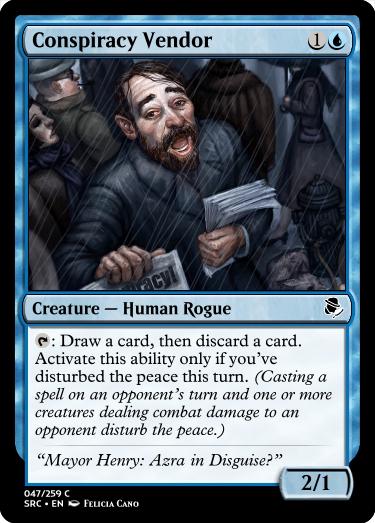 Conspiracy Vendor 1
racy!
Creature — Human Rogue
: Draw a card, then discard a card.
Activate this ability only if you've
disturbed the peace this turn. (Casting a
spell on an opponent's turn and one or more
creatures dealing combat damage to an
opponent disturb the peace.)
“Mayor Henry: Azra in Disguise?”
2/1
047/259 C
SRC • EN Felicia Cano